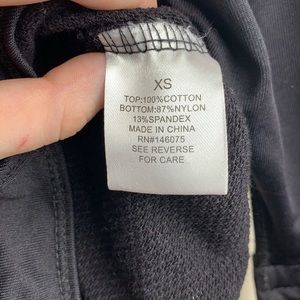 XS
TOP:100%COTTON
BOTTOM:87%NYLON
13%SPANDEX
MADE IN CHINA
RN#146075
SEE REVERSE
FOR CARE